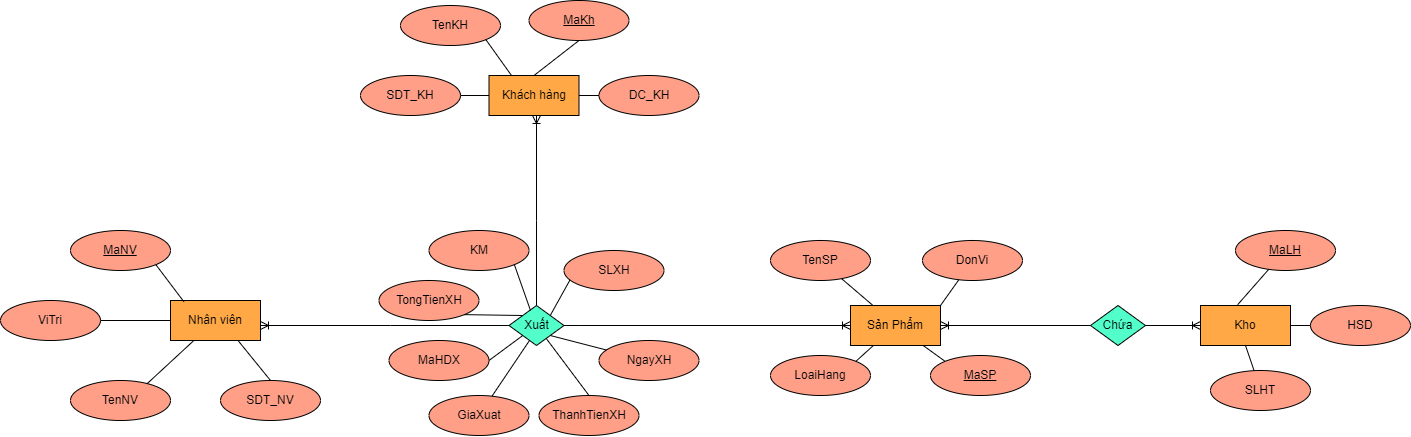 TenKH
MaKh
SDT_KH
Khách hàng
DC_KH
MaNV
KM
SLXH
TenSP
DonVi
MaLH
TongTienXH
ViTri
Nhân viên
Xuất
Sản Phẩm
Chứa
Kho
HSD
MaHDX
NgayXH
LoaiHang
MaSP
SLHT
TenNV
SDT_NV
GiaXuat
ThanhTienXH